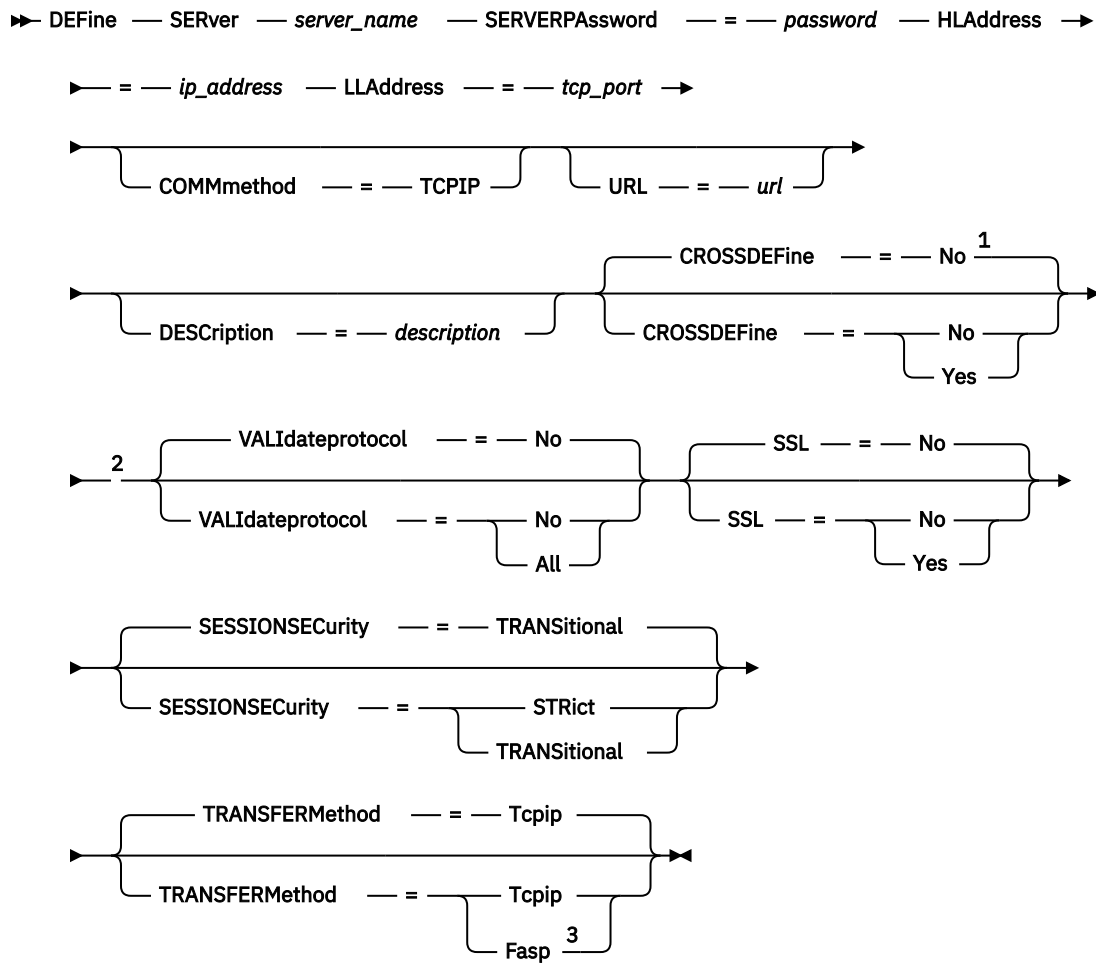 DEFine SERver server_name SERVERPAssword = password HLAddress
= ip_address LLAddress = tcp_port
COMMmethod = TCPIP URL = url
CROSSDEFine = No 1
DESCription = description CROSSDEFine = No
Yes
2 VALIdateprotocol = No SSL = No
VALIdateprotocol = No SSL = No
All Yes
SESSIONSECurity = TRANSitional
SESSIONSECurity = STRict
TRANSitional
TRANSFERMethod = Tcpip
TRANSFERMethod = Tcpip
Fasp 3